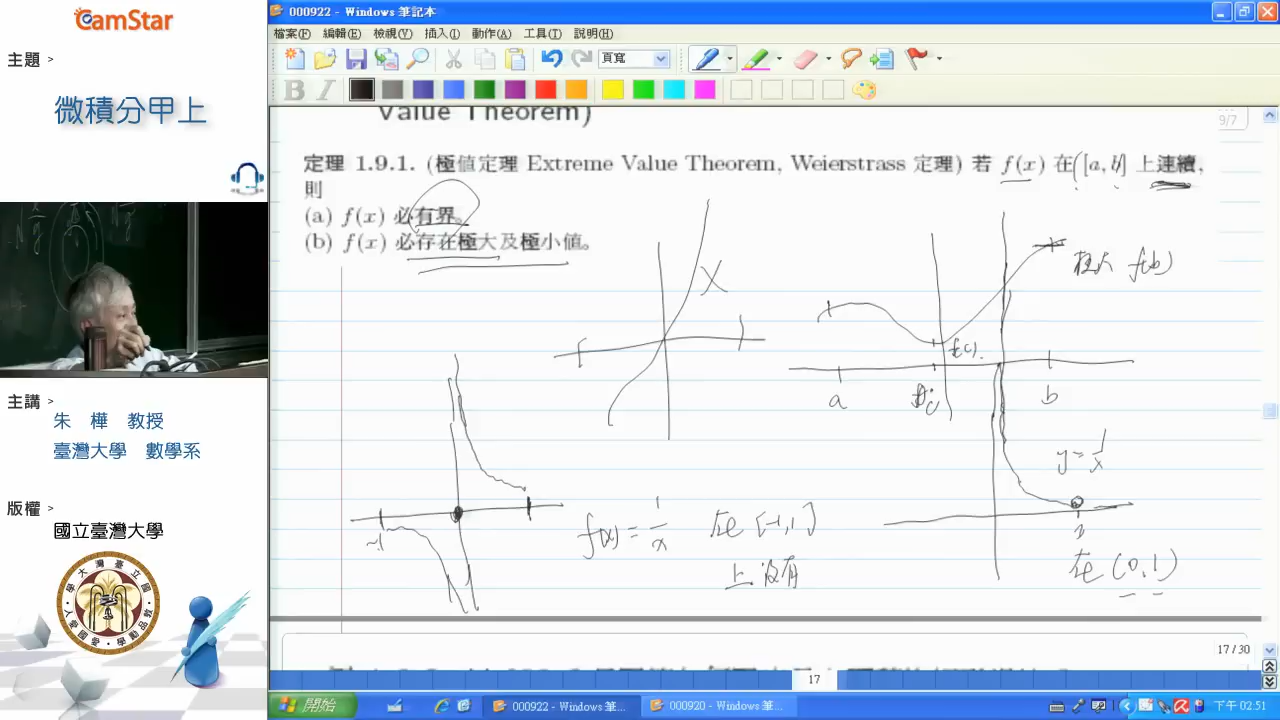 CamStar
主題 >
微積分甲上
主講 >
朱 樺 教授
臺灣大學 數學系
版權 >
國立臺灣大學
000922 - Windows 筆記本
檔案(F) 編輯(E) 檢視(V) 插入(I) 動作(A) 工具(T) 說明(H)
頁寬
B I
Value Theorem)
9/7
定理 1.9.1. (極值定理 Extreme Value Theorem, Weierstrass 定理) 若 f(x) 在 [a, b] 上連續,
則
(a) f(x) 必有界。
(b) f(x) 必存在極大及極小值。
極大 f(b)
f(c).
a
c
b
y = 1/x
f(x) = 1/x 在 [-1,1]
上 沒有
-1
在 (0,1)
17 / 30
17
開始
000922 - Windows 筆...
000920 - Windows 筆...
下午 02:51